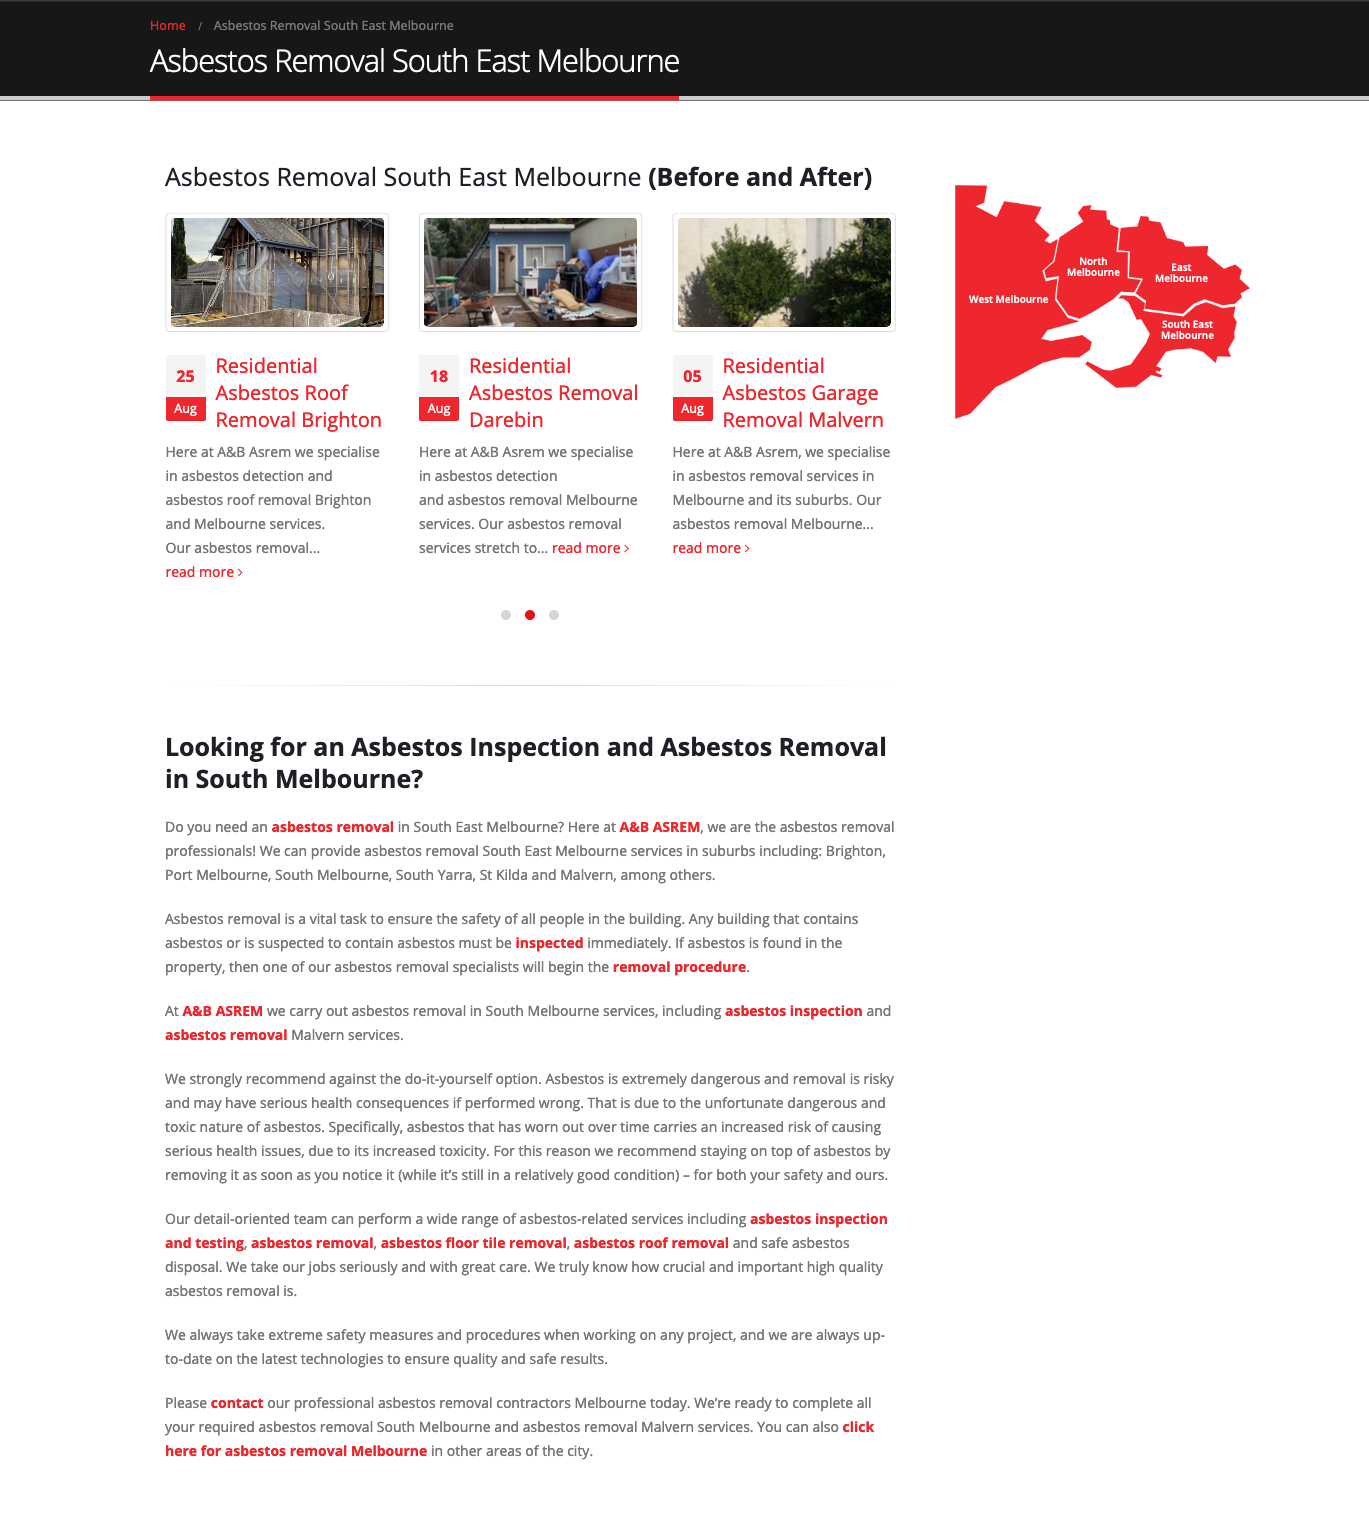 Home / Asbestos Removal South East Melbourne
Asbestos Removal South East Melbourne
Asbestos Removal South East Melbourne (Before and After)
25
Aug
Residential
Asbestos Roof
Removal Brighton
Here at A&B Asrem we specialise
in asbestos detection and
asbestos roof removal Brighton
and Melbourne services.
Our asbestos removal...
read more ›
18
Aug
Residential
Asbestos Removal
Darebin
Here at A&B Asrem we specialise
in asbestos detection
and asbestos removal Melbourne
services. Our asbestos removal
services stretch to... read more ›
05
Aug
Residential
Asbestos Garage
Removal Malvern
Here at A&B Asrem, we specialise
in asbestos removal services in
Melbourne and its suburbs. Our
asbestos removal Melbourne...
read more ›
West Melbourne
North
Melbourne
East
Melbourne
South East
Melbourne
Looking for an Asbestos Inspection and Asbestos Removal
in South Melbourne?
Do you need an asbestos removal in South East Melbourne? Here at A&B ASREM, we are the asbestos removal
professionals! We can provide asbestos removal South East Melbourne services in suburbs including: Brighton,
Port Melbourne, South Melbourne, South Yarra, St Kilda and Malvern, among others.
Asbestos removal is a vital task to ensure the safety of all people in the building. Any building that contains
asbestos or is suspected to contain asbestos must be inspected immediately. If asbestos is found in the
property, then one of our asbestos removal specialists will begin the removal procedure.
At A&B ASREM we carry out asbestos removal in South Melbourne services, including asbestos inspection and
asbestos removal Malvern services.
We strongly recommend against the do-it-yourself option. Asbestos is extremely dangerous and removal is risky
and may have serious health consequences if performed wrong. That is due to the unfortunate dangerous and
toxic nature of asbestos. Specifically, asbestos that has worn out over time carries an increased risk of causing
serious health issues, due to its increased toxicity. For this reason we recommend staying on top of asbestos by
removing it as soon as you notice it (while it’s still in a relatively good condition) – for both your safety and ours.
Our detail-oriented team can perform a wide range of asbestos-related services including asbestos inspection
and testing, asbestos removal, asbestos floor tile removal, asbestos roof removal and safe asbestos
disposal. We take our jobs seriously and with great care. We truly know how crucial and important high quality
asbestos removal is.
We always take extreme safety measures and procedures when working on any project, and we are always up-
to-date on the latest technologies to ensure quality and safe results.
Please contact our professional asbestos removal contractors Melbourne today. We’re ready to complete all
your required asbestos removal South Melbourne and asbestos removal Malvern services. You can also click
here for asbestos removal Melbourne in other areas of the city.